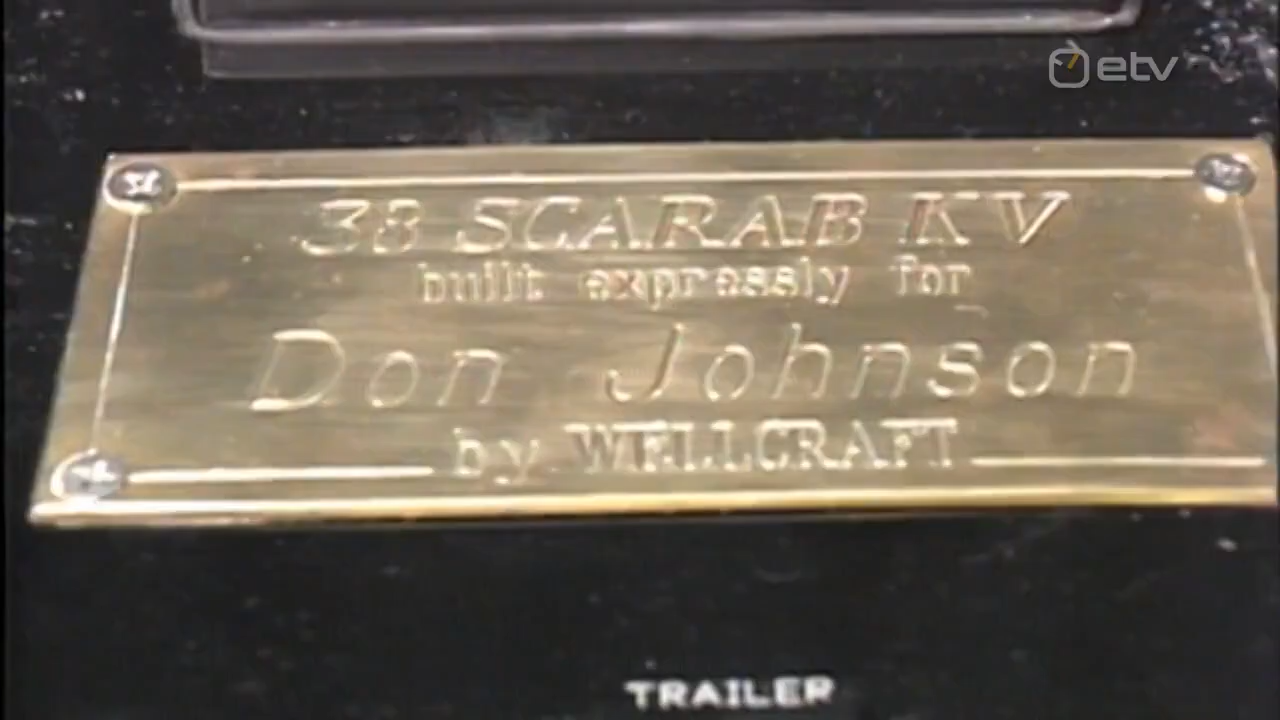 etv
38 SCARAB KV
built expressly for
Don Johnson
by WELLCRAFT
TRAILER